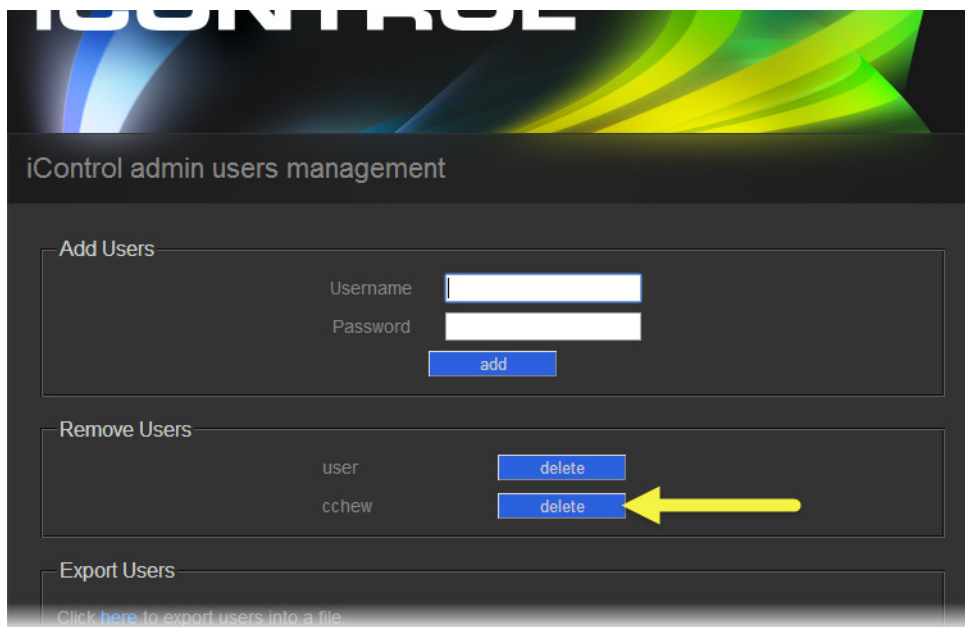 iCONTROL
iControl admin users management
Add Users
Username
Password
add
Remove Users
user delete
cchew delete
Export Users
Click here to export users into a file.